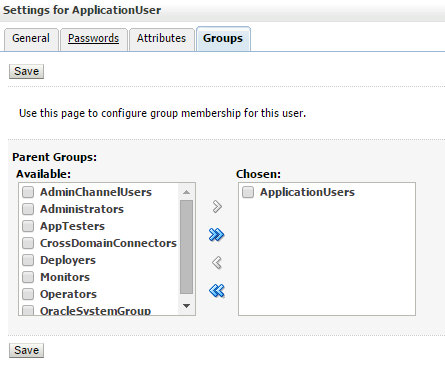 Settings for ApplicationUser
General Passwords Attributes Groups
Save
Use this page to configure group membership for this user.
Parent Groups:
Available:
AdminChannelUsers
Administrators
AppTesters
CrossDomainConnectors
Deployers
Monitors
Operators
OracleSystemGroup
Chosen:
ApplicationUsers
Save